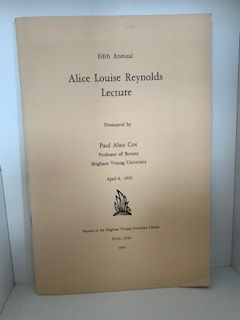 Fifth Annual
Alice Louise Reynolds
Lecture
Presented by
Paul Alan Cox
Professor of Botany
Brigham Young University
April 8, 1993
Friends of the Brigham Young University Library
Provo, Utah
1993